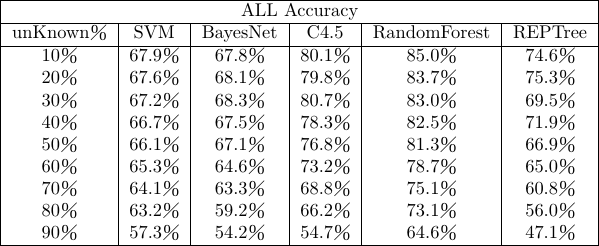 ALL Accuracy
unKnown% SVM BayesNet C4.5 RandomForest REPTree
10% 67.9% 67.8% 80.1% 85.0% 74.6%
20% 67.6% 68.1% 79.8% 83.7% 75.3%
30% 67.2% 68.3% 80.7% 83.0% 69.5%
40% 66.7% 67.5% 78.3% 82.5% 71.9%
50% 66.1% 67.1% 76.8% 81.3% 66.9%
60% 65.3% 64.6% 73.2% 78.7% 65.0%
70% 64.1% 63.3% 68.8% 75.1% 60.8%
80% 63.2% 59.2% 66.2% 73.1% 56.0%
90% 57.3% 54.2% 54.7% 64.6% 47.1%